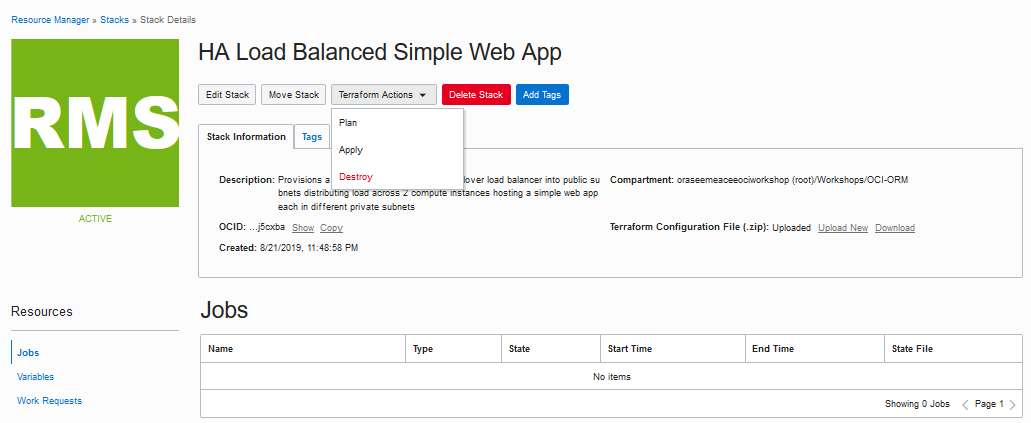 Resource Manager » Stacks » Stack Details
RMS
ACTIVE
HA Load Balanced Simple Web App
Edit Stack Move Stack Terraform Actions Delete Stack Add Tags
Plan
Apply
Destroy
Stack Information Tags
Description: Provisions a lover load balancer into public su
bnets distributing load across 2 compute instances hosting a simple web app
each in different private subnets
OCID: ...j5cxba Show Copy
Created: 8/21/2019, 11:48:58 PM
Compartment: oraseemeaceeociworkshop (root)/Workshops/OCI-ORM
Terraform Configuration File (.zip): Uploaded Upload New Download
Resources
Jobs
Variables
Work Requests
Jobs
Name Type State Start Time End Time State File
No items
Showing 0 Jobs Page 1